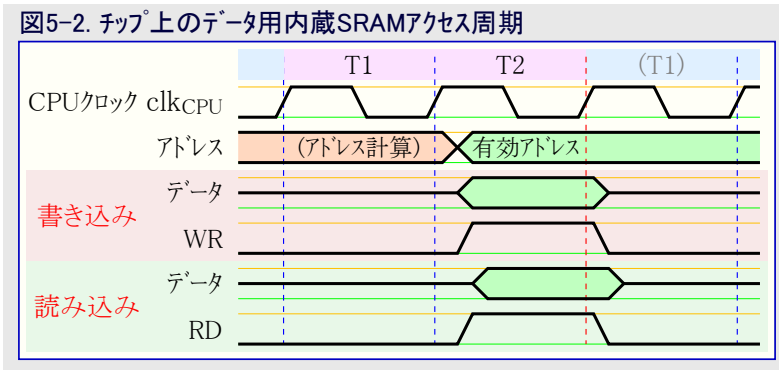 図5-2. チップ上のデータ用内蔵SRAMアクセス周期
T1 T2 (T1)
CPUクロック clkCPU
アドレス (アドレス計算) 有効アドレス
データ
書き込み
WR
データ
読み込み
RD